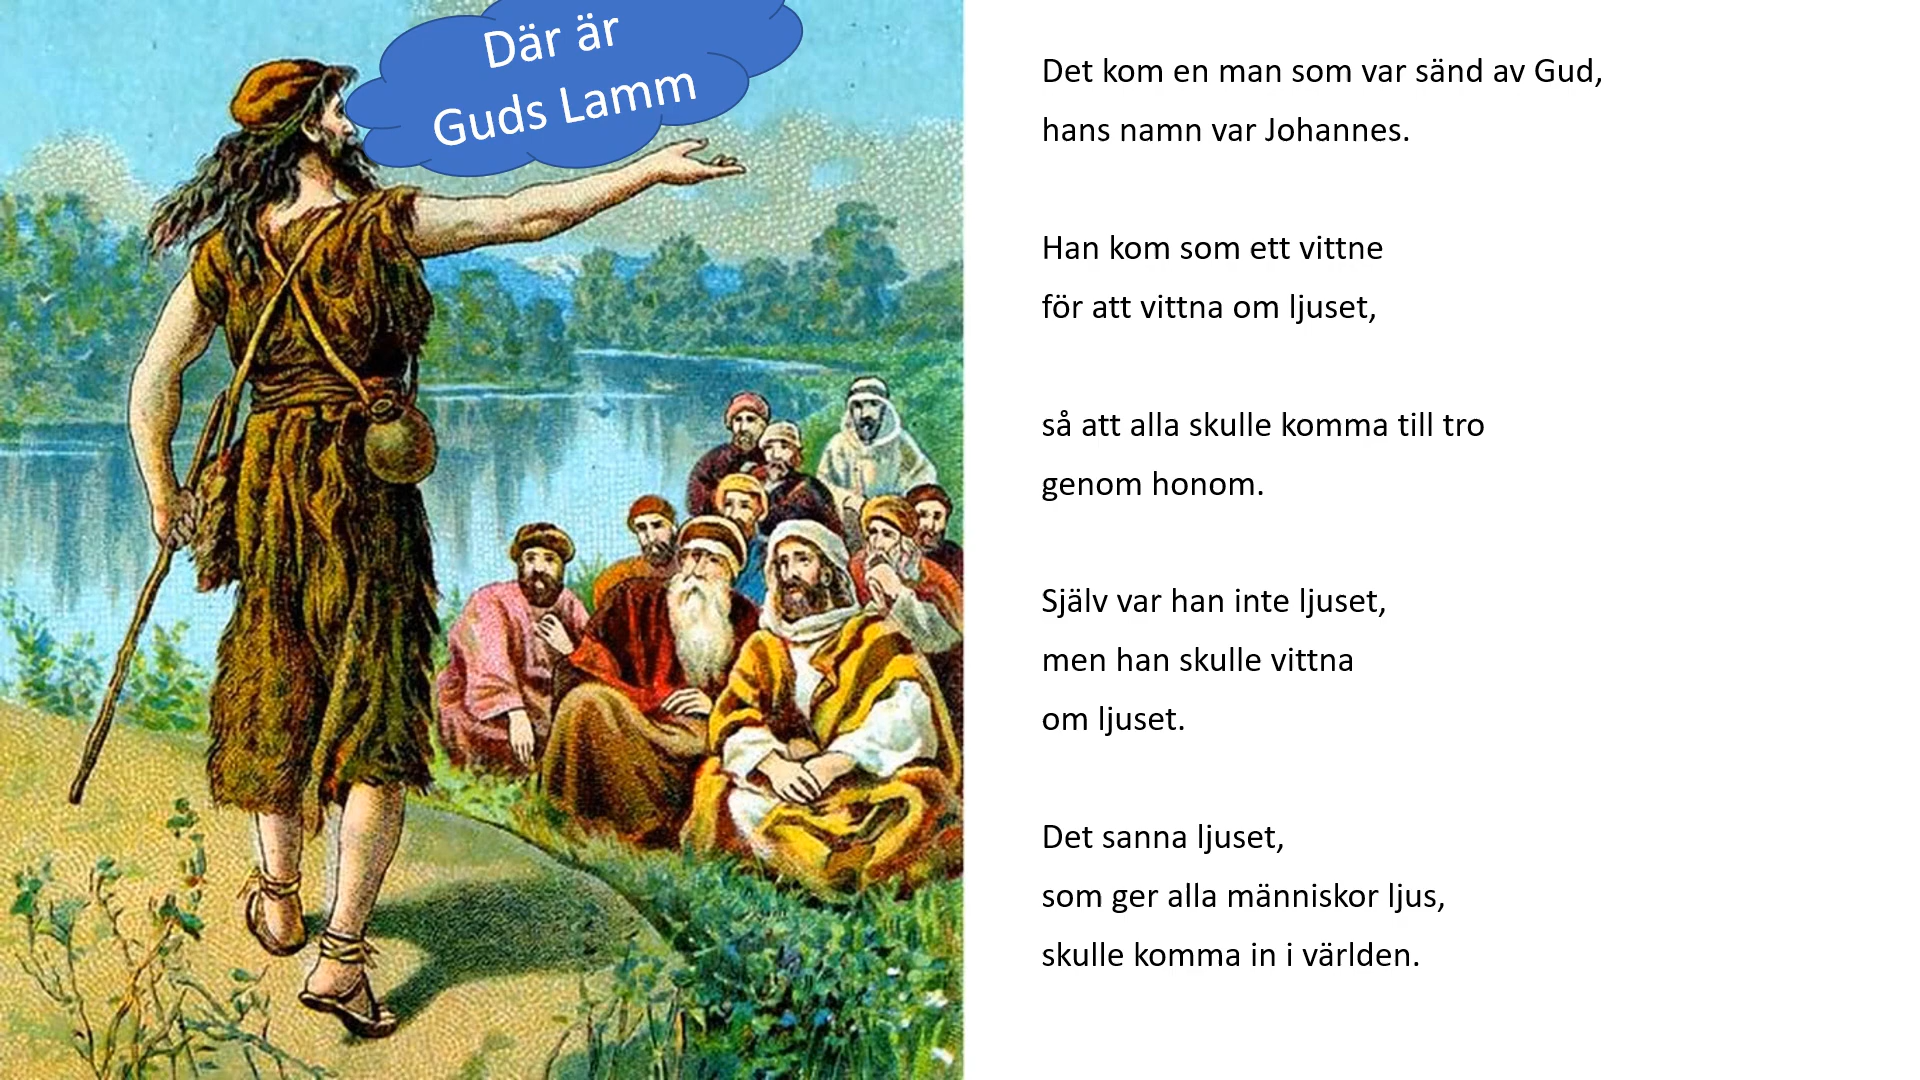 Där är
Guds Lamm
Det kom en man som var sänd av Gud,
hans namn var Johannes.
Han kom som ett vittne
för att vittna om ljuset,
så att alla skulle komma till tro
genom honom.
Själv var han inte ljuset,
men han skulle vittna
om ljuset.
Det sanna ljuset,
som ger alla människor ljus,
skulle komma in i världen.